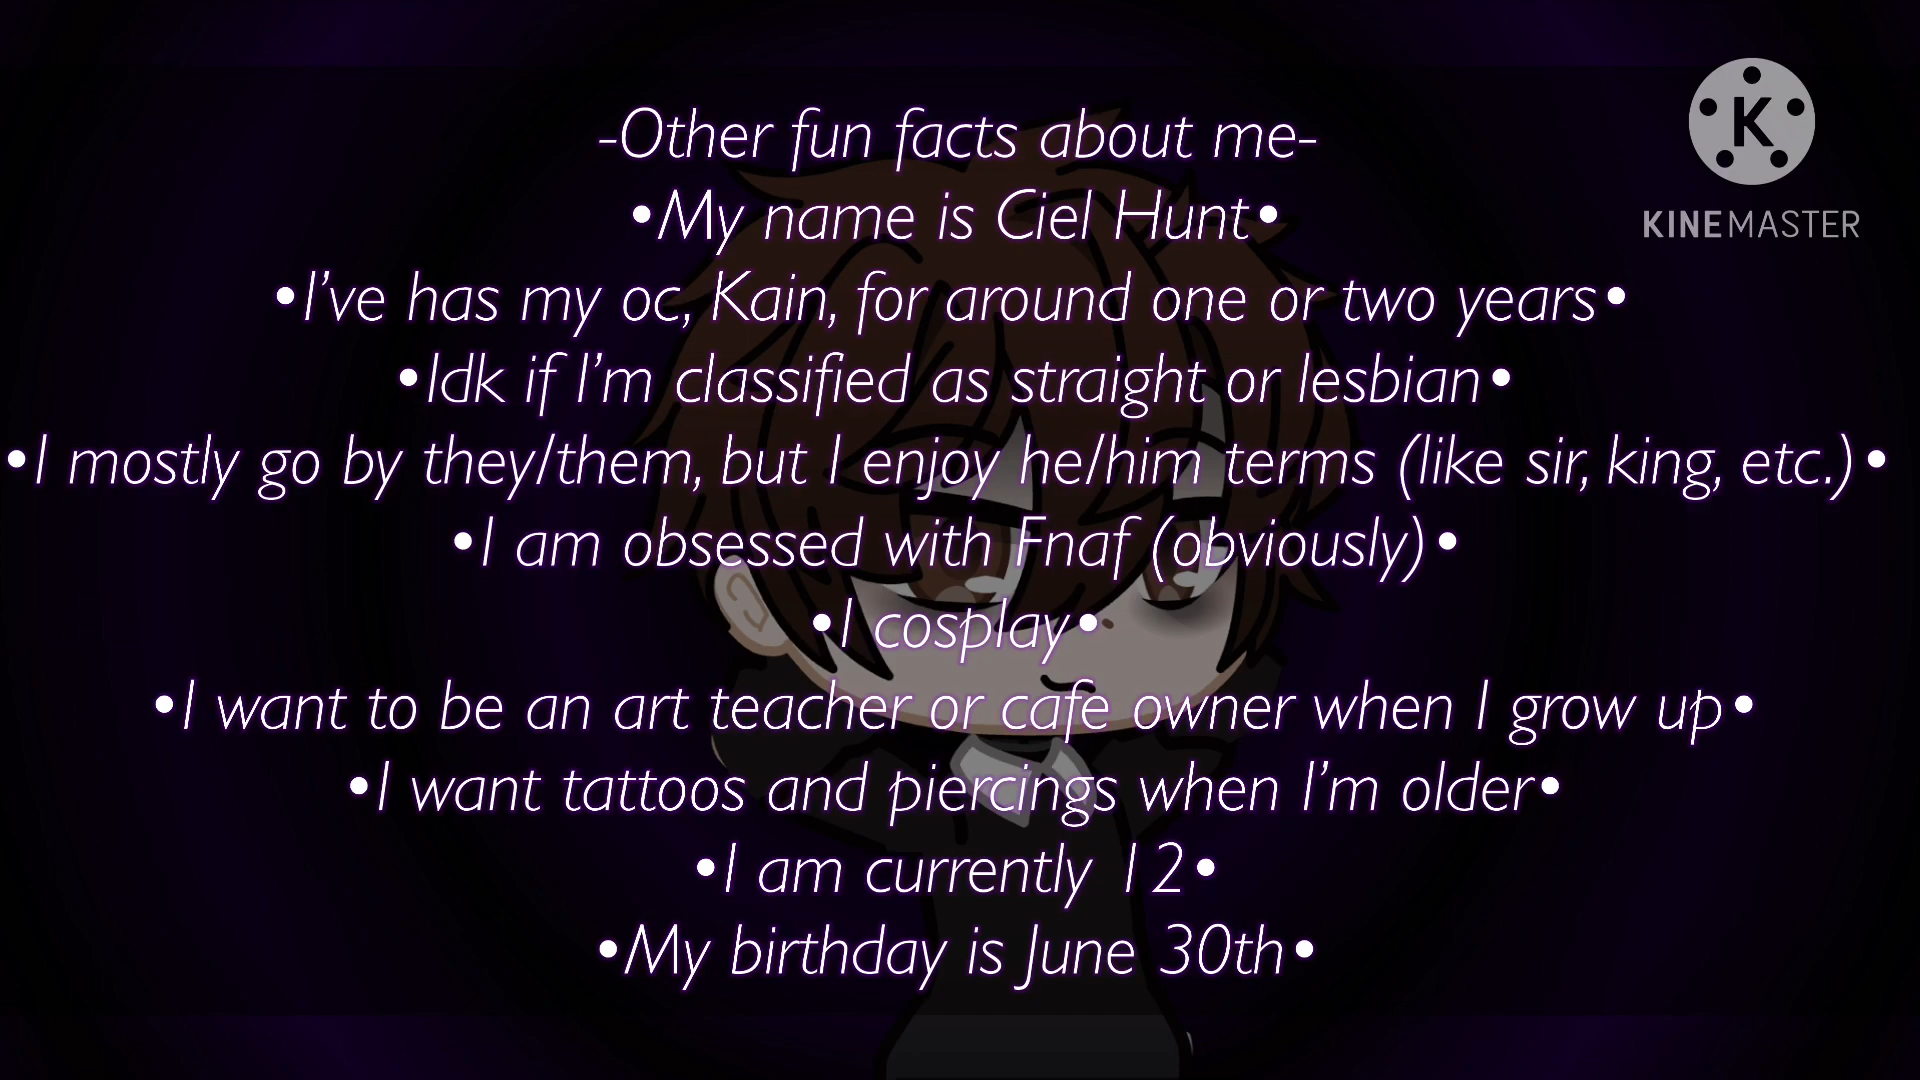 -Other fun facts about me-
•My name is Ciel Hunt•
•I've has my oc, Kain, for around one or two years•
•Idk if I'm classified as straight or lesbian•
•I mostly go by they/them, but I enjoy he/him terms (like sir, king, etc.)•
•I am obsessed with Fnaf (obviously)•
•I cosplay•
•I want to be an art teacher or cafe owner when I grow up•
•I want tattoos and piercings when I'm older•
•I am currently 12•
•My birthday is June 30th•
K
KINEMASTER